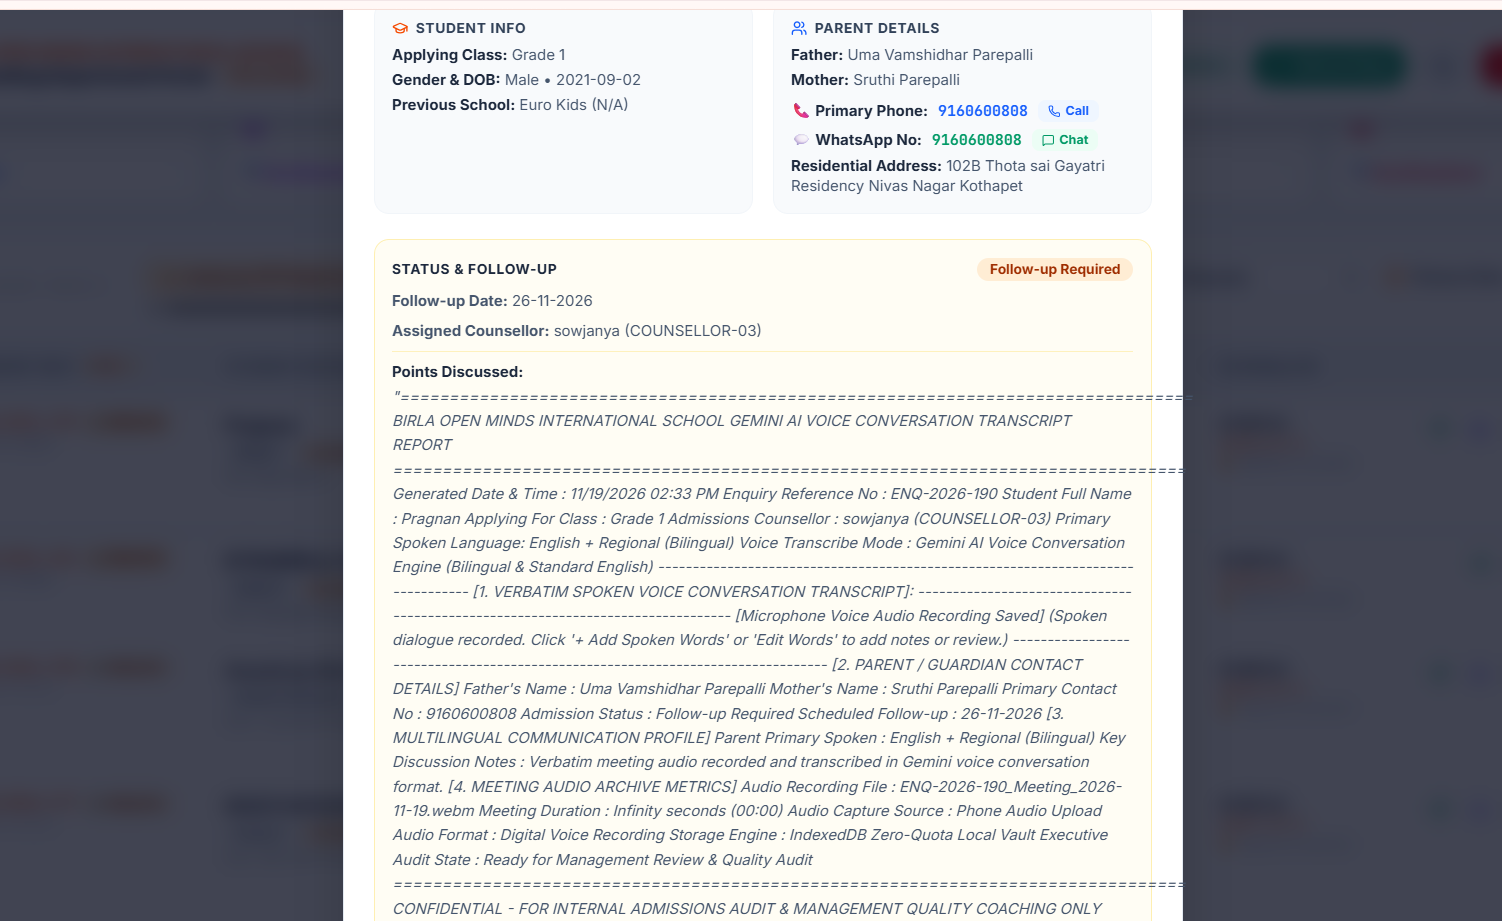 STUDENT INFO
Applying Class: Grade 1
Gender & DOB: Male • 2021-09-02
Previous School: Euro Kids (N/A)
PARENT DETAILS
Father: Uma Vamshidhar Parepalli
Mother: Sruthi Parepalli
Primary Phone: 9160600808 Call
WhatsApp No: 9160600808 Chat
Residential Address: 102B Thota sai Gayatri
Residency Nivas Nagar Kothapet
STATUS & FOLLOW-UP
Follow-up Required
Follow-up Date: 26-11-2026
Assigned Counsellor: sowjanya (COUNSELLOR-03)
Points Discussed:
"================================================================================
BIRLA OPEN MINDS INTERNATIONAL SCHOOL GEMINI AI VOICE CONVERSATION TRANSCRIPT
REPORT
================================================================================
Generated Date & Time : 11/19/2026 02:33 PM Enquiry Reference No : ENQ-2026-190 Student Full Name
: Pragnan Applying For Class : Grade 1 Admissions Counsellor : sowjanya (COUNSELLOR-03) Primary
Spoken Language: English + Regional (Bilingual) Voice Transcribe Mode : Gemini AI Voice Conversation
Engine (Bilingual & Standard English) ---------------------------------------------------------------------
----------- [1. VERBATIM SPOKEN VOICE CONVERSATION TRANSCRIPT]: -------------------------------
------------------------------------------------- [Microphone Voice Audio Recording Saved] (Spoken
dialogue recorded. Click '+ Add Spoken Words' or 'Edit Words' to add notes or review.) -----------------
--------------------------------------------------------------- [2. PARENT / GUARDIAN CONTACT
DETAILS] Father's Name : Uma Vamshidhar Parepalli Mother's Name : Sruthi Parepalli Primary Contact
No : 9160600808 Admission Status : Follow-up Required Scheduled Follow-up : 26-11-2026 [3.
MULTILINGUAL COMMUNICATION PROFILE] Parent Primary Spoken : English + Regional (Bilingual) Key
Discussion Notes : Verbatim meeting audio recorded and transcribed in Gemini voice conversation
format. [4. MEETING AUDIO ARCHIVE METRICS] Audio Recording File : ENQ-2026-190_Meeting_2026-
11-19.webm Meeting Duration : Infinity seconds (00:00) Audio Capture Source : Phone Audio Upload
Audio Format : Digital Voice Recording Storage Engine : IndexedDB Zero-Quota Local Vault Executive
Audit State : Ready for Management Review & Quality Audit
================================================================================
CONFIDENTIAL - FOR INTERNAL ADMISSIONS AUDIT & MANAGEMENT QUALITY COACHING ONLY